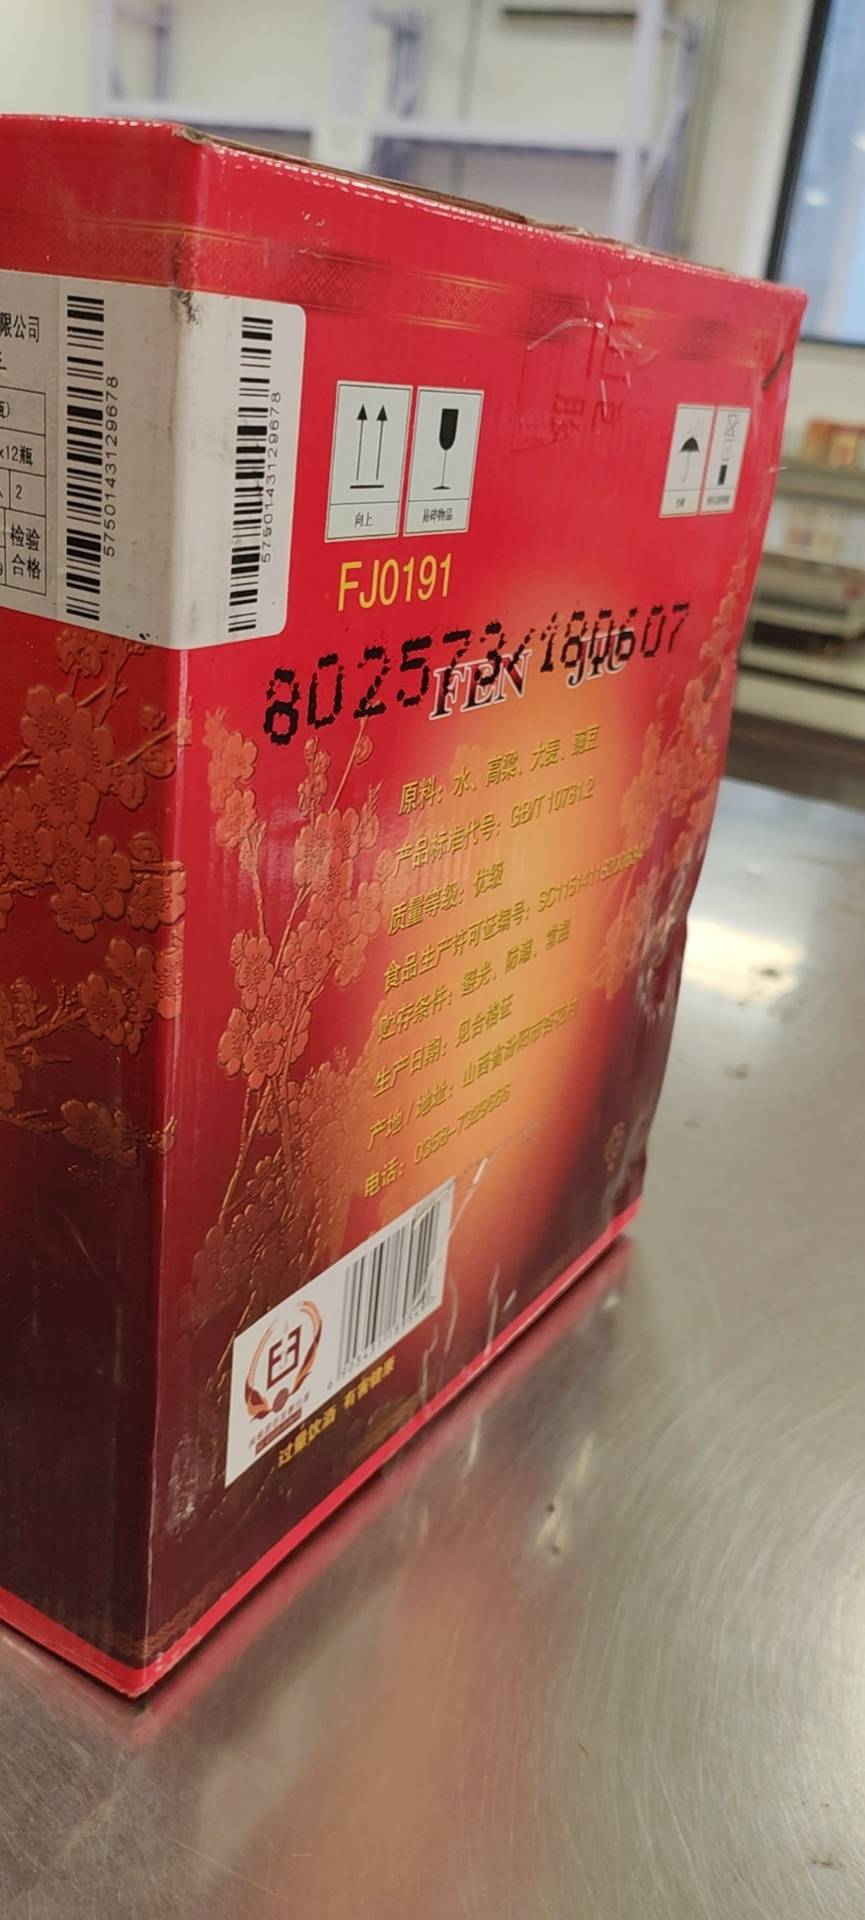 限公司
x12瓶
2
检验
合格
5750143129678
5750143129678
向上
易碎物品
FJ0191
802573/180607
FEN JIU
原料：水、高粱、大麦、豌豆
产品标准代号：GB/T 10781.2
质量等级：优级
食品生产许可证编号：
贮存条件：避光、防潮、常温
生产日期：见合格证
产地/地址：山西省汾阳市杏花村
电话：
过量饮酒 有害健康